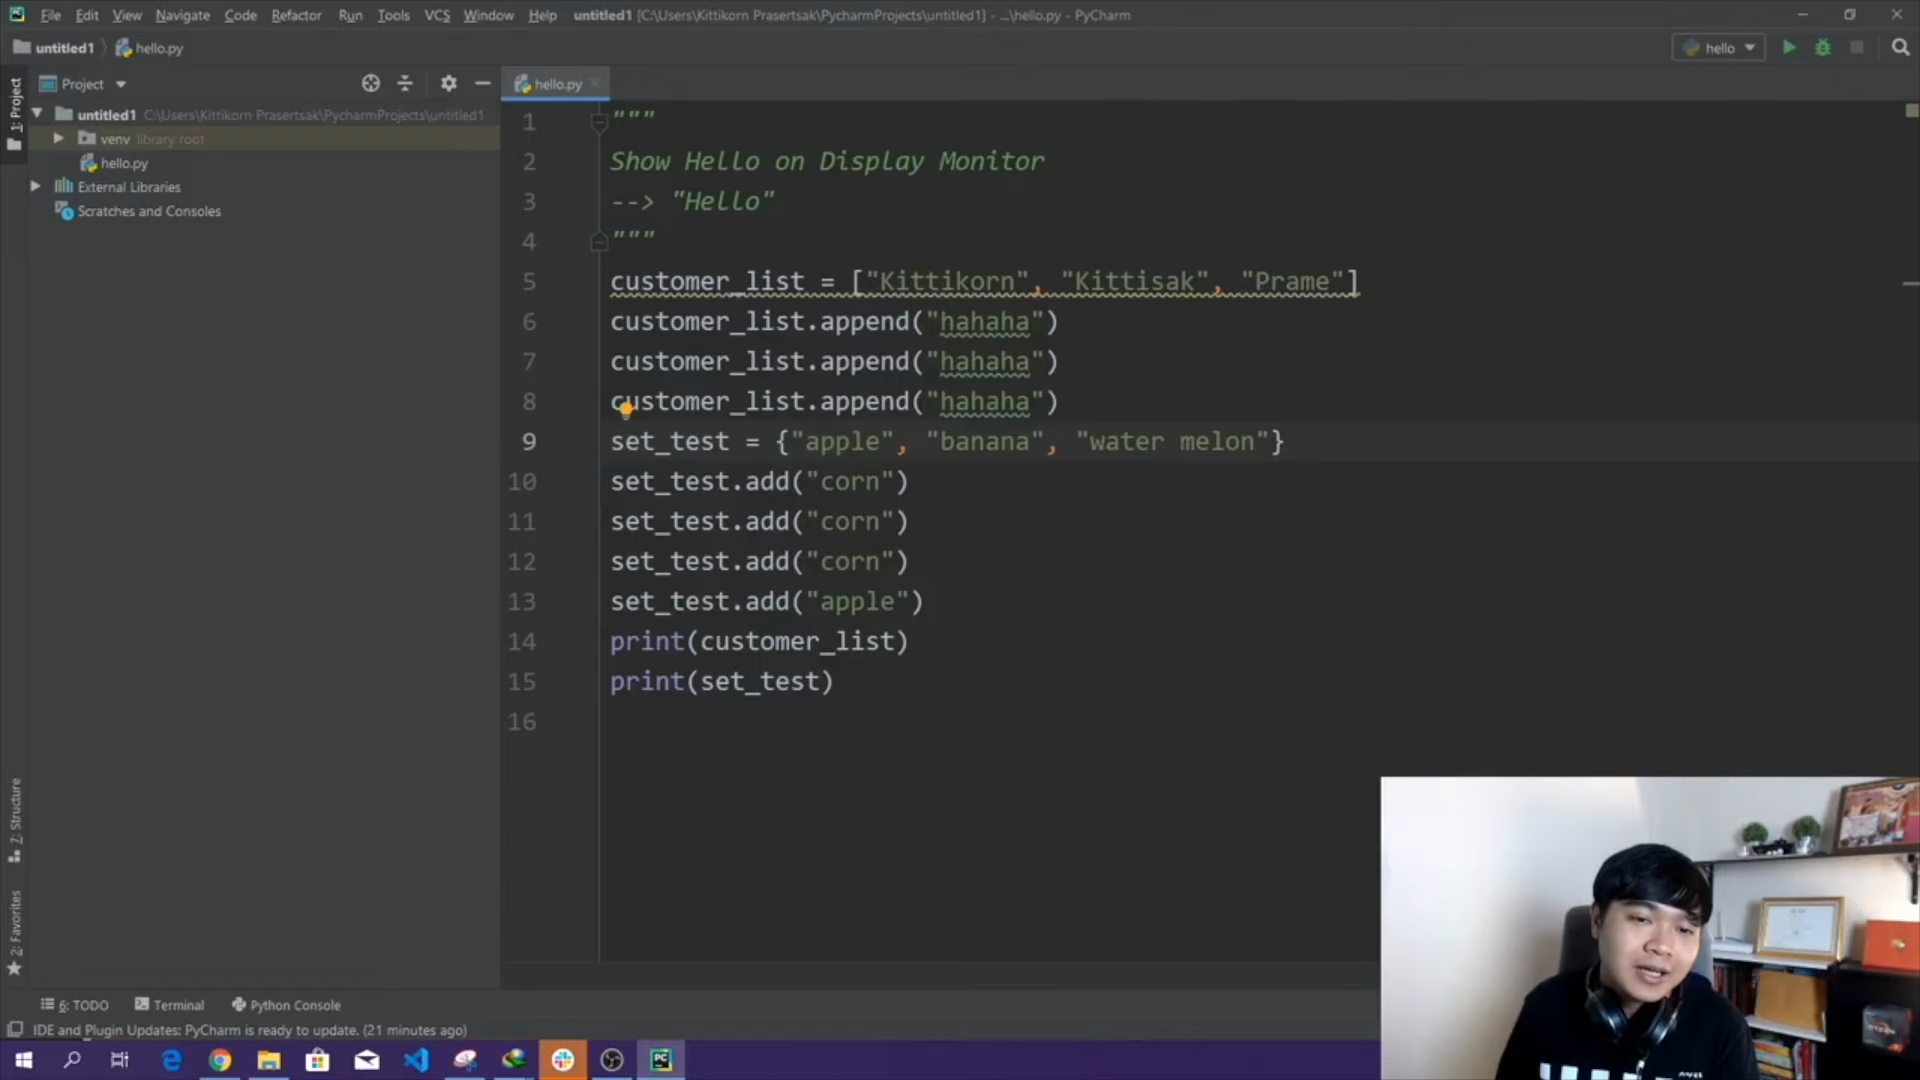 File Edit View Navigate Code Refactor Run Tools VCS Window Help untitled1 [C:\Users\Kittikorn Prasertsak\PycharmProjects\untitled1] - ...\hello.py - PyCharm
untitled1 hello.py
hello
1: Project
Project
hello.py
untitled1 C:\Users\Kittikorn Prasertsak\PycharmProjects\untitled1
venv library root
hello.py
External Libraries
Scratches and Consoles
1 """
2 Show Hello on Display Monitor
3 --> "Hello"
4 """
5 customer_list = ["Kittikorn", "Kittisak", "Prame"]
6 customer_list.append("hahaha")
7 customer_list.append("hahaha")
8 customer_list.append("hahaha")
9 set_test = {"apple", "banana", "water melon"}
10 set_test.add("corn")
11 set_test.add("corn")
12 set_test.add("corn")
13 set_test.add("apple")
14 print(customer_list)
15 print(set_test)
16
7: Structure
2: Favorites
6: TODO Terminal Python Console
IDE and Plugin Updates: PyCharm is ready to update. (21 minutes ago)
PC
RYZEN